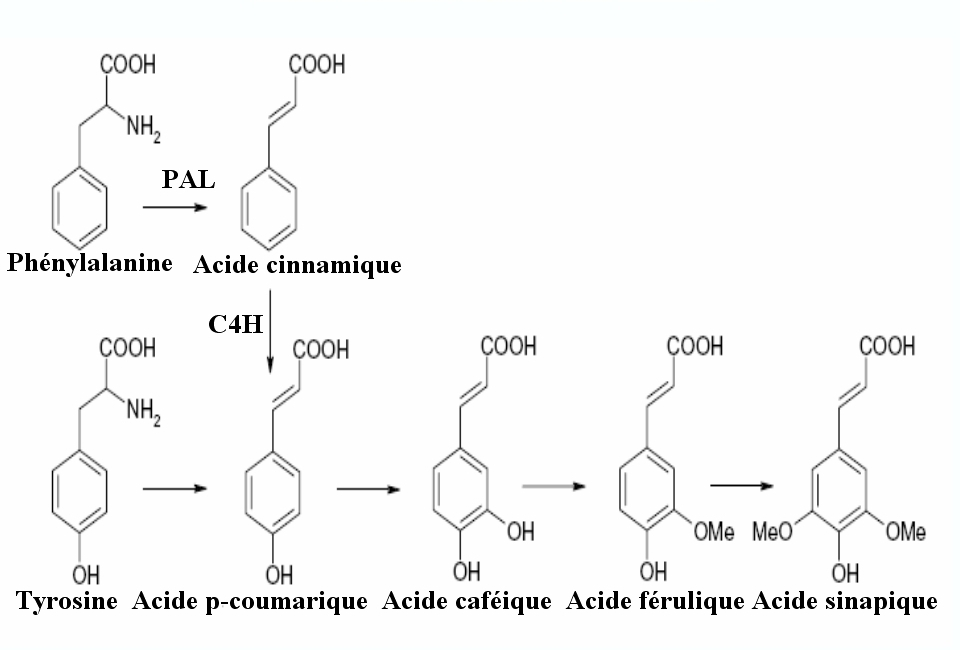 COOH COOH
NH2
PAL
Phénylalanine Acide cinnamique
C4H
COOH COOH COOH COOH COOH
NH2
OH OMe MeO OMe
OH OH OH OH OH
Tyrosine Acide p-coumarique Acide caféique Acide férulique Acide sinapique